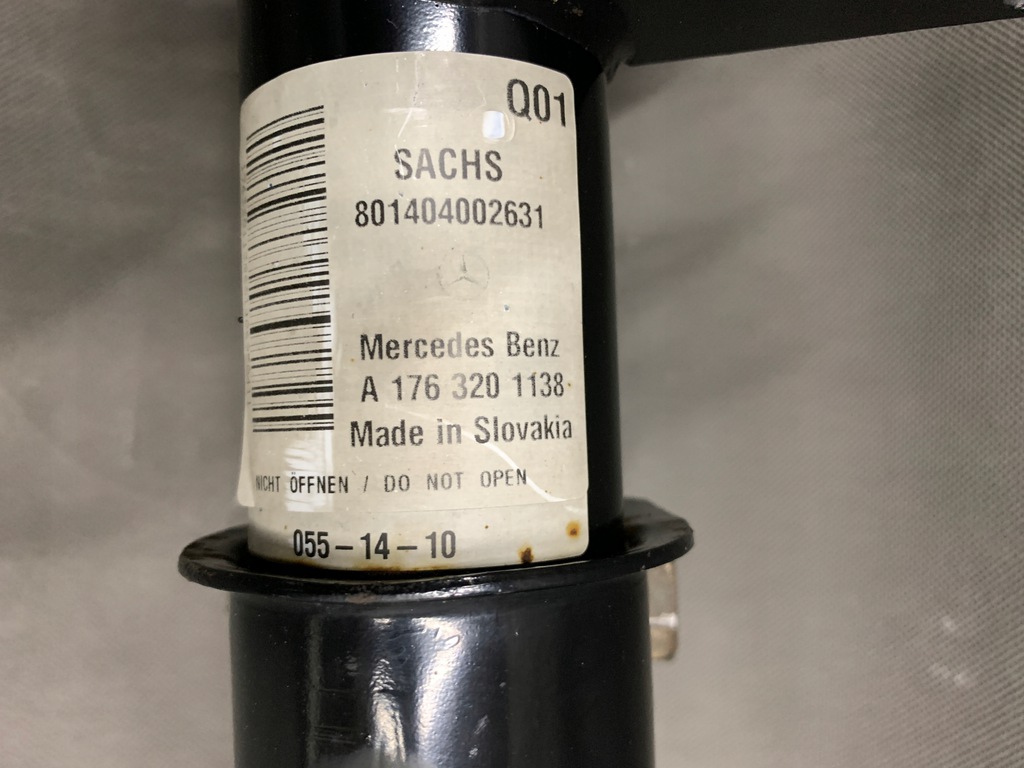 Q01
SACHS
801404002631
Mercedes Benz
A 176 320 1138
Made in Slovakia
NICHT ÖFFNEN / DO NOT OPEN
055-14-10